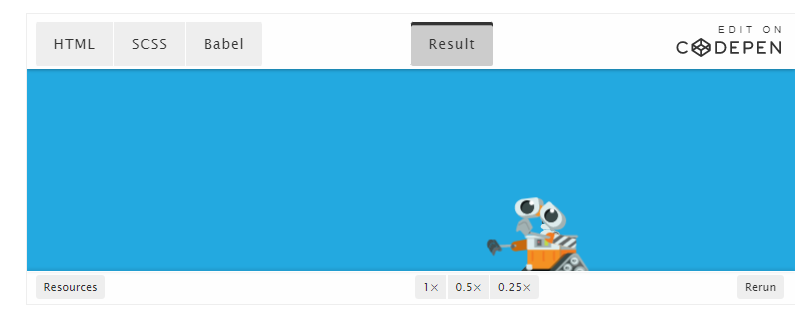 HTML SCSS Babel Result EDIT ON
CODEPEN
Resources 1× 0.5× 0.25× Rerun